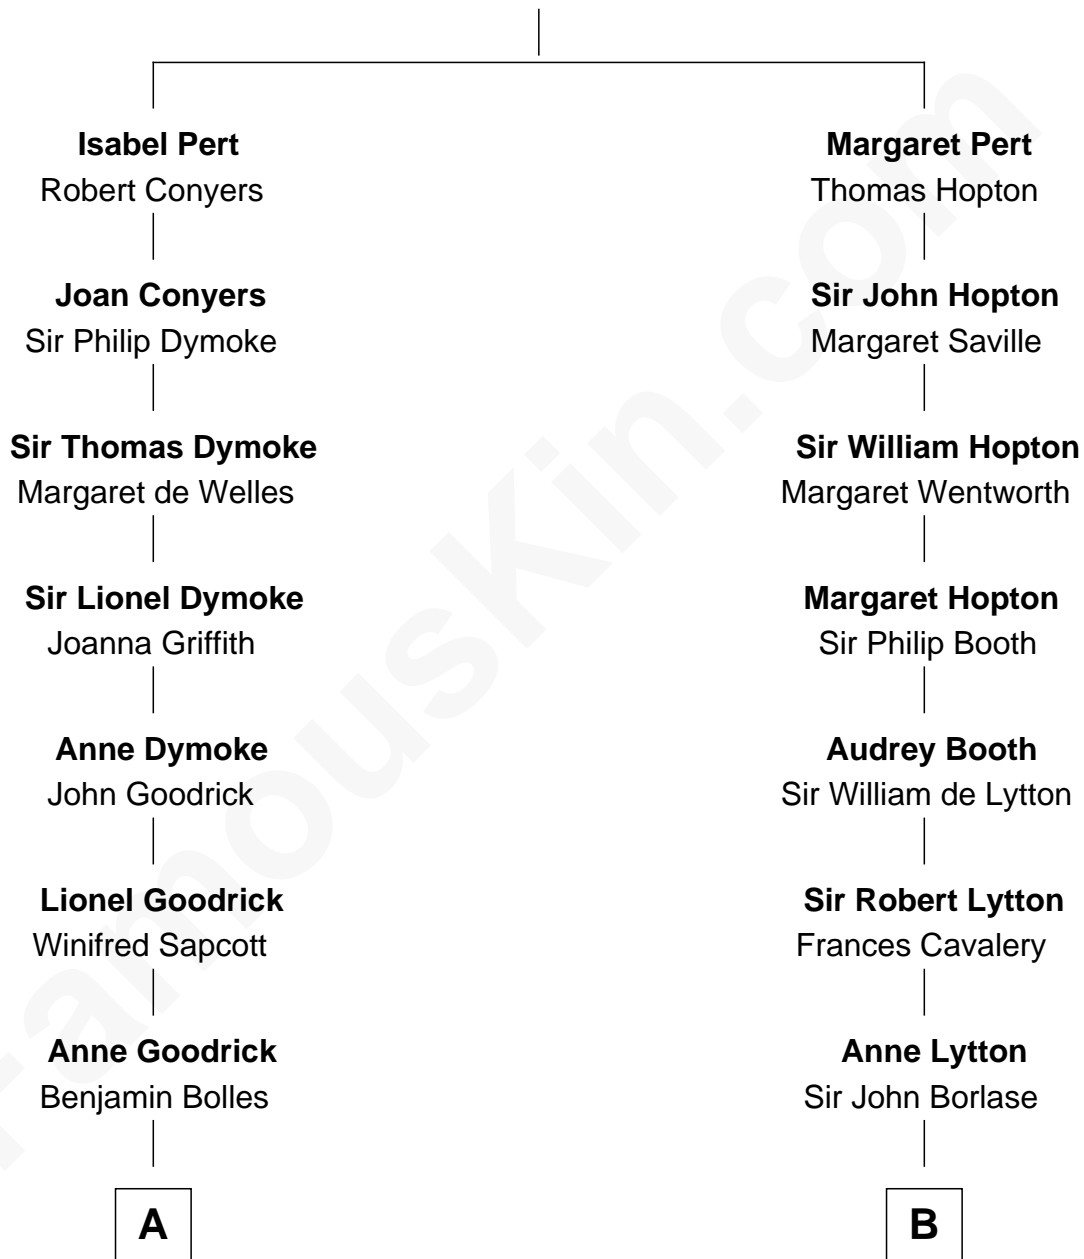 Isabel Pert
Robert Conyers
Joan Conyers
Sir Philip Dymoke
Sir Thomas Dymoke
Margaret de Welles
Sir Lionel Dymoke
Joanna Griffith
Anne Dymoke
John Goodrick
Lionel Goodrick
Winifred Sapcott
Anne Goodrick
Benjamin Bolles
A
Margaret Pert
Thomas Hopton
Sir John Hopton
Margaret Saville
Sir William Hopton
Margaret Wentworth
Margaret Hopton
Sir Philip Booth
Audrey Booth
Sir William de Lytton
Sir Robert Lytton
Frances Cavalery
Anne Lytton
Sir John Borlase
B
FamousKin.com